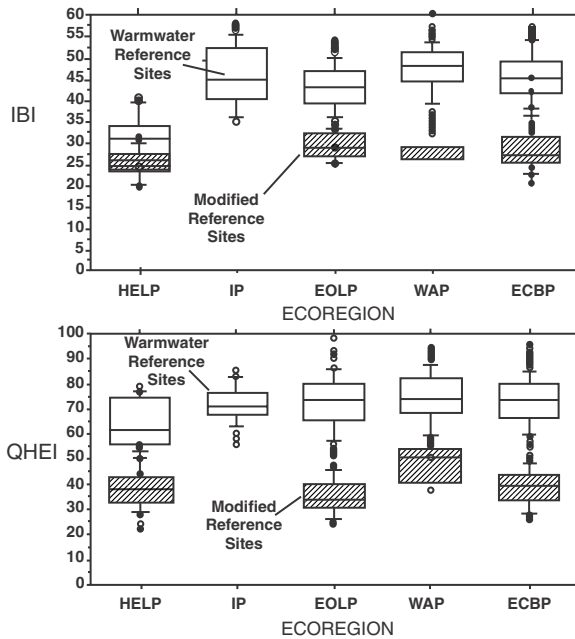 60
55
50
45
40
35
30
25
20
15
10
5
0
IBI
Warmwater
Reference
Sites
Modified
Reference
Sites
HELP IP EOLP WAP ECBP
ECOREGION
100
90
80
70
60
50
40
30
20
10
0
QHEI
Warmwater
Reference
Sites
Modified
Reference
Sites
HELP IP EOLP WAP ECBP
ECOREGION